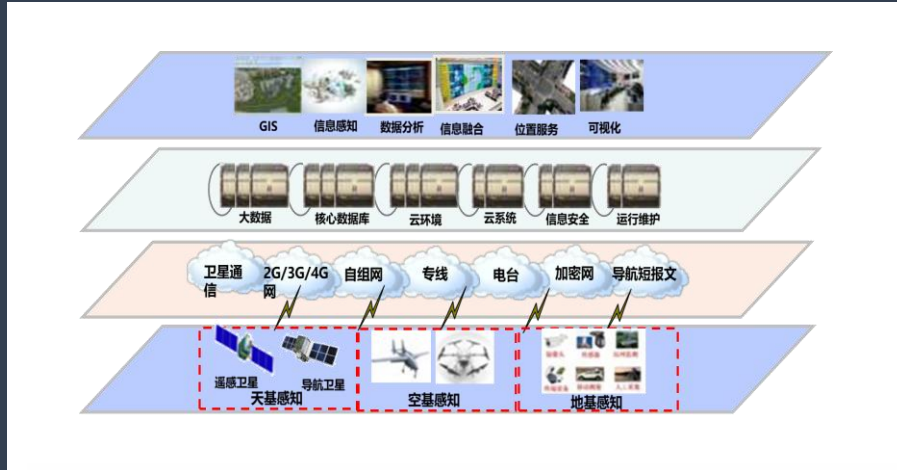 GIS
信息感知
数据分析
信息融合
位置服务
可视化
大数据
核心数据库
云环境
云系统
信息安全
运行维护
卫星通
信
2G/3G/4G
网
自组网
专线
电台
加密网
导航短报文
遥感卫星
导航卫星
天基感知
空基感知
地基感知